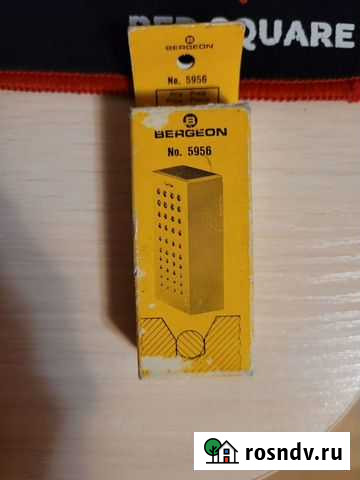 RED SQUARE
B
BERGEON
No. 5956
B
BERGEON
No. 5956
rosndv.ru